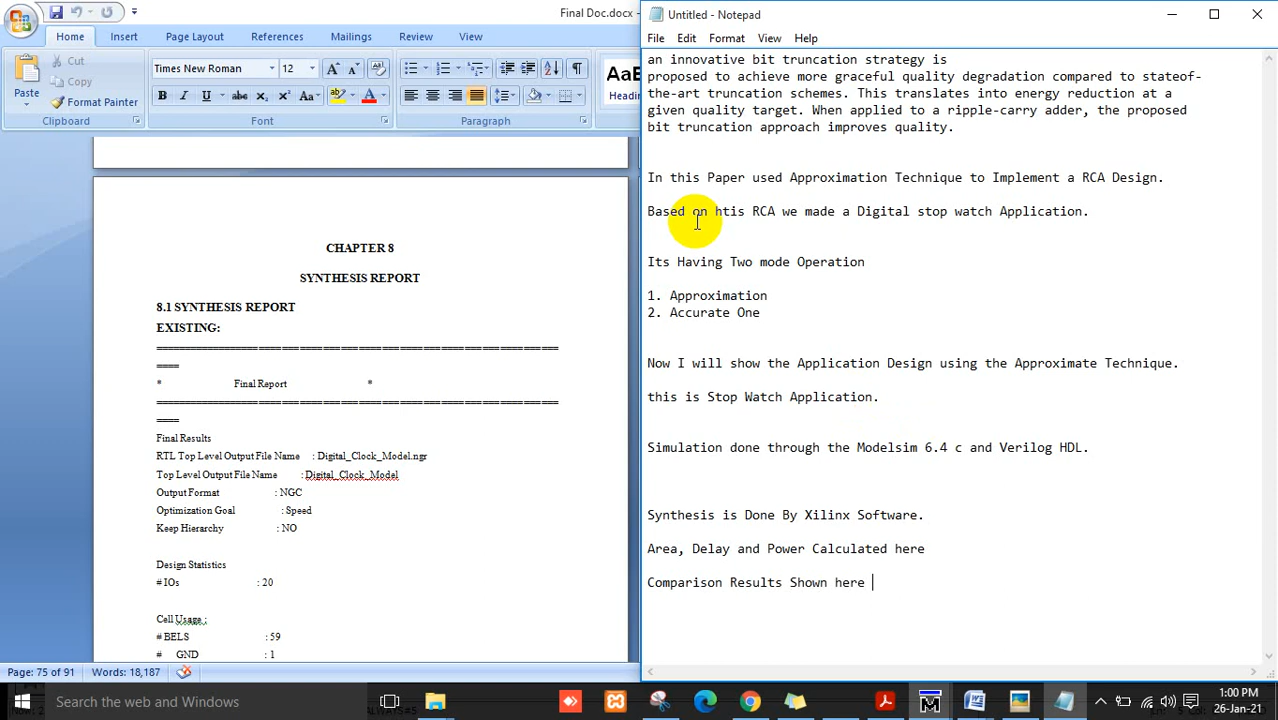 Final Doc.docx
Home Insert Page Layout References Mailings Review View
Cut
Copy
Paste
Format Painter
Clipboard
Times New Roman 12
Font
Paragraph
AaB
Headin
CHAPTER 8
SYNTHESIS REPORT
8.1 SYNTHESIS REPORT
EXISTING:
=========================================================================
====
* Final Report *
=========================================================================
====
Final Results
RTL Top Level Output File Name : Digital_Clock_Model.ngr
Top Level Output File Name : Digital_Clock_Model
Output Format : NGC
Optimization Goal : Speed
Keep Hierarchy : NO
Design Statistics
# IOs : 20
Cell Usage :
# BELS : 59
# GND : 1
Page: 75 of 91 Words: 18,187
Untitled - Notepad
File Edit Format View Help
an innovative bit truncation strategy is
proposed to achieve more graceful quality degradation compared to stateof-
the-art truncation schemes. This translates into energy reduction at a
given quality target. When applied to a ripple-carry adder, the proposed
bit truncation approach improves quality.
In this Paper used Approximation Technique to Implement a RCA Design.
Based on htis RCA we made a Digital stop watch Application.
Its Having Two mode Operation
1. Approximation
2. Accurate One
Now I will show the Application Design using the Approximate Technique.
this is Stop Watch Application.
Simulation done through the Modelsim 6.4 c and Verilog HDL.
Synthesis is Done By Xilinx Software.
Area, Delay and Power Calculated here
Comparison Results Shown here
Search the web and Windows
1:00 PM
26-Jan-21